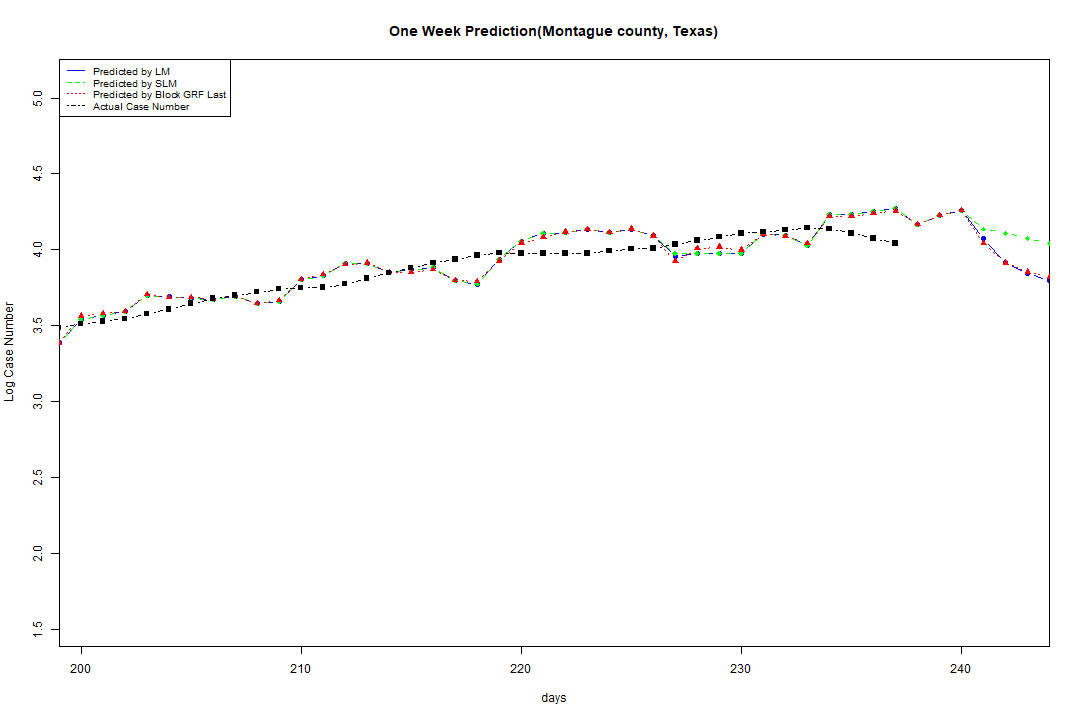 One Week Prediction(Montague county, Texas)
Predicted by LM
Predicted by SLM
Predicted by Block GRF Last
Actual Case Number
5.0
4.5
4.0
3.5
3.0
2.5
2.0
1.5
Log Case Number
200 210 220 230 240
days